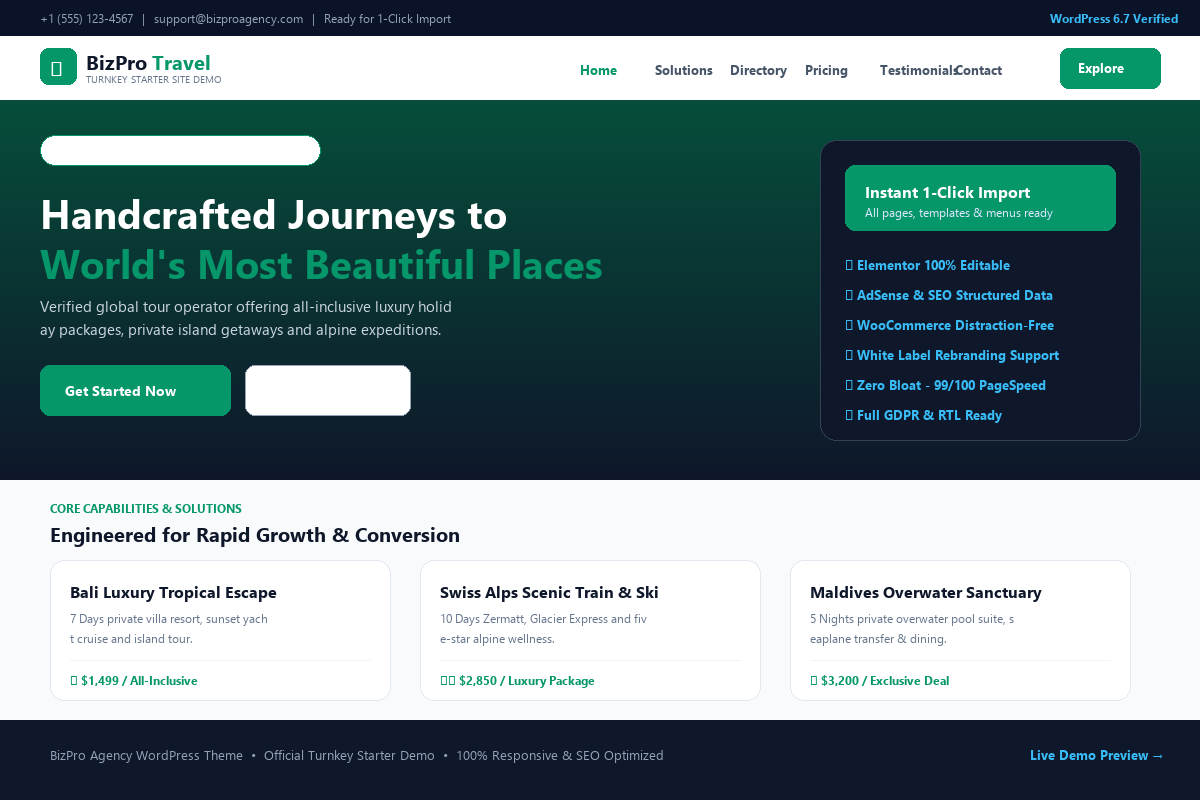 +1 (555) 123-4567 | support@bizproagency.com | Ready for 1-Click Import
WordPress 6.7 Verified
BizPro Travel
TURNKEY STARTER SITE DEMO
Home Solutions Directory Pricing Testimonials Contact
Explore
Handcrafted Journeys to
World's Most Beautiful Places
Verified global tour operator offering all-inclusive luxury holid
ay packages, private island getaways and alpine expeditions.
Get Started Now
Instant 1-Click Import
All pages, templates & menus ready
Elementor 100% Editable
AdSense & SEO Structured Data
WooCommerce Distraction-Free
White Label Rebranding Support
Zero Bloat - 99/100 PageSpeed
Full GDPR & RTL Ready
CORE CAPABILITIES & SOLUTIONS
Engineered for Rapid Growth & Conversion
Bali Luxury Tropical Escape
7 Days private villa resort, sunset yach
t cruise and island tour.
$1,499 / All-Inclusive
Swiss Alps Scenic Train & Ski
10 Days Zermatt, Glacier Express and fiv
e-star alpine wellness.
$2,850 / Luxury Package
Maldives Overwater Sanctuary
5 Nights private overwater pool suite, s
eaplane transfer & dining.
$3,200 / Exclusive Deal
BizPro Agency WordPress Theme • Official Turnkey Starter Demo • 100% Responsive & SEO Optimized
Live Demo Preview →